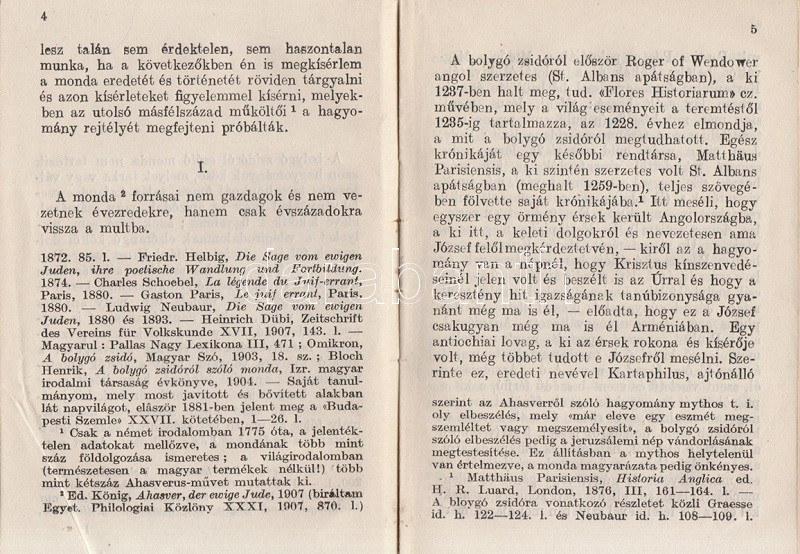 4
lesz talán sem érdektelen, sem haszontalan
munka, ha a következőkben én is megkísérlem
a monda eredetét és történetét röviden tárgyalni
és azon kísérleteket figyelemmel kísérni, melyek-
ben az utolsó másfélszázad műköltői ¹ a hagyo-
mány rejtélyét megfejteni próbálták.
I.
A monda ² forrásai nem gazdagok és nem ve-
zetnek évezredekre, hanem csak évszázadokra
vissza a multba.
1872. 85. l. — Friedr. Helbig, Die Sage vom ewigen
Juden, ihre poetische Wandlung und Fortbildung.
1874. — Charles Schoebel, La légende du Juif-errant,
Paris, 1880. — Gaston Paris, Le juif errant, Paris.
1880. — Ludwig Neubaur, Die Sage vom ewigen
Juden, 1880 és 1893. — Heinrich Dübi, Zeitschrift
des Vereins für Volkskunde XVII, 1907, 143. l. —
Magyarul: Pallas Nagy Lexikona III, 471; Omikron,
A bolygó zsidó, Magyar Szó, 1903, 18. sz.; Bloch
Henrik, A bolygó zsidóról szóló monda, Izr. magyar
irodalmi társaság évkönyve, 1904. — Saját tanul-
mányom, mely most javított és bővített alakban
lát napvilágot, eláször 1881-ben jelent meg a «Buda-
pesti Szemle» XXVII. kötetében, 1—26. l.
¹ Csak a német irodalomban 1775 óta, a jelenték-
telen adatokat mellőzve, a mondának több mint
száz földolgozása ismeretes; a világirodalomban
(természetesen a magyar termékek nélkül!) több
mint kétszáz Ahasverus-művet mutattak ki.
² Ed. König, Ahasver, der ewige Jude, 1907 (bíráltam
Egyet. Philologiai Közlöny XXXI, 1907, 870. l.)
5
A bolygó zsidóról először Roger of Wendower
angol szerzetes (St. Albans apátságban), a ki
1237-ben halt meg, tud. «Flores Historiarum» cz.
művében, mely a világ eseményeit a teremtéstől
1235-ig tartalmazza, az 1228. évhez elmondja,
a mit a bolygó zsidóról megtudhatott. Egész
krónikáját egy későbbi rendtársa, Matthäus
Parisiensis, a ki szintén szerzetes volt St. Albans
apátságban (meghalt 1259-ben), teljes szövegé-
ben fölvette saját krónikájába.¹ Itt meséli, hogy
egyszer egy örmény érsek került Angolországba,
a ki itt, a keleti dolgokról és nevezetesen ama
József felől megkérdeztetvén, — kiről az a hagyo-
mány van a népnél, hogy Krisztus kínszenvedé-
seinél jelen volt és beszélt is az Úrral és hogy a
keresztény hit igazságának tanúbizonysága gya-
nánt még ma is él, — előadta, hogy ez a József
csakugyan még ma is él Arméniában. Egy
antiochiai lovag, a ki az érsek rokona és kísérője
volt, még többet tudott e Józsefről mesélni. Sze-
rinte ez, eredeti nevével Kartaphilus, ajtónálló
szerint az Ahasverról szóló hagyomány mythos t. i.
oly elbeszélés, mely «már eleve egy eszmét meg-
szemléltet vagy megszemélyesít», a bolygó zsidóról
szóló elbeszélés pedig a jeruzsálemi nép vándorlásának
megtestesítése. Ez állításban a mythos helytelenül
van értelmezve, a monda magyarázata pedig önkényes.
¹ Matthäus Parisiensis, Historia Anglica ed.
H. R. Luard, London, 1876, III, 161—164. l. —
A bloygó zsidóra vonatkozó részletet közli Graesse
id. h. 122—124. l. és Neubaur id. h. 108—109. l.